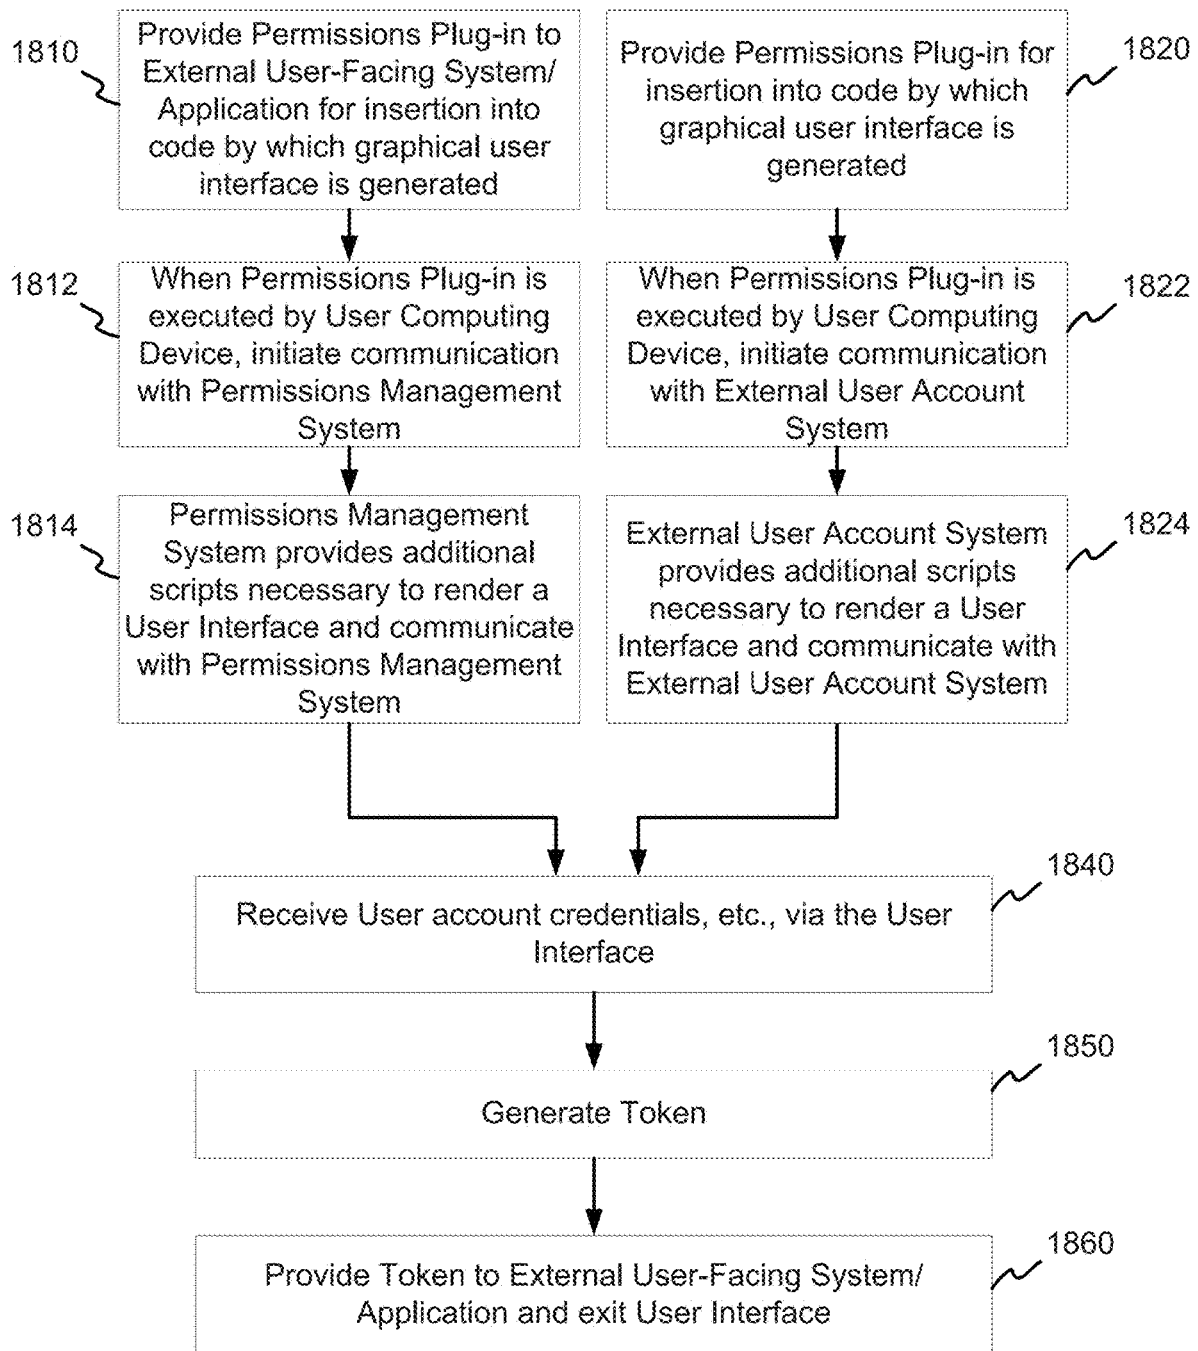 1810
Provide Permissions Plug-in to
External User-Facing System/
Application for insertion into
code by which graphical user
interface is generated
1820
Provide Permissions Plug-in for
insertion into code by which
graphical user interface is
generated
1812
When Permissions Plug-in is
executed by User Computing
Device, initiate communication
with Permissions Management
System
1822
When Permissions Plug-in is
executed by User Computing
Device, initiate communication
with External User Account
System
1814
Permissions Management
System provides additional
scripts necessary to render a
User Interface and communicate
with Permissions Management
System
1824
External User Account System
provides additional scripts
necessary to render a User
Interface and communicate with
External User Account System
1840
Receive User account credentials, etc., via the User
Interface
1850
Generate Token
1860
Provide Token to External User-Facing System/
Application and exit User Interface